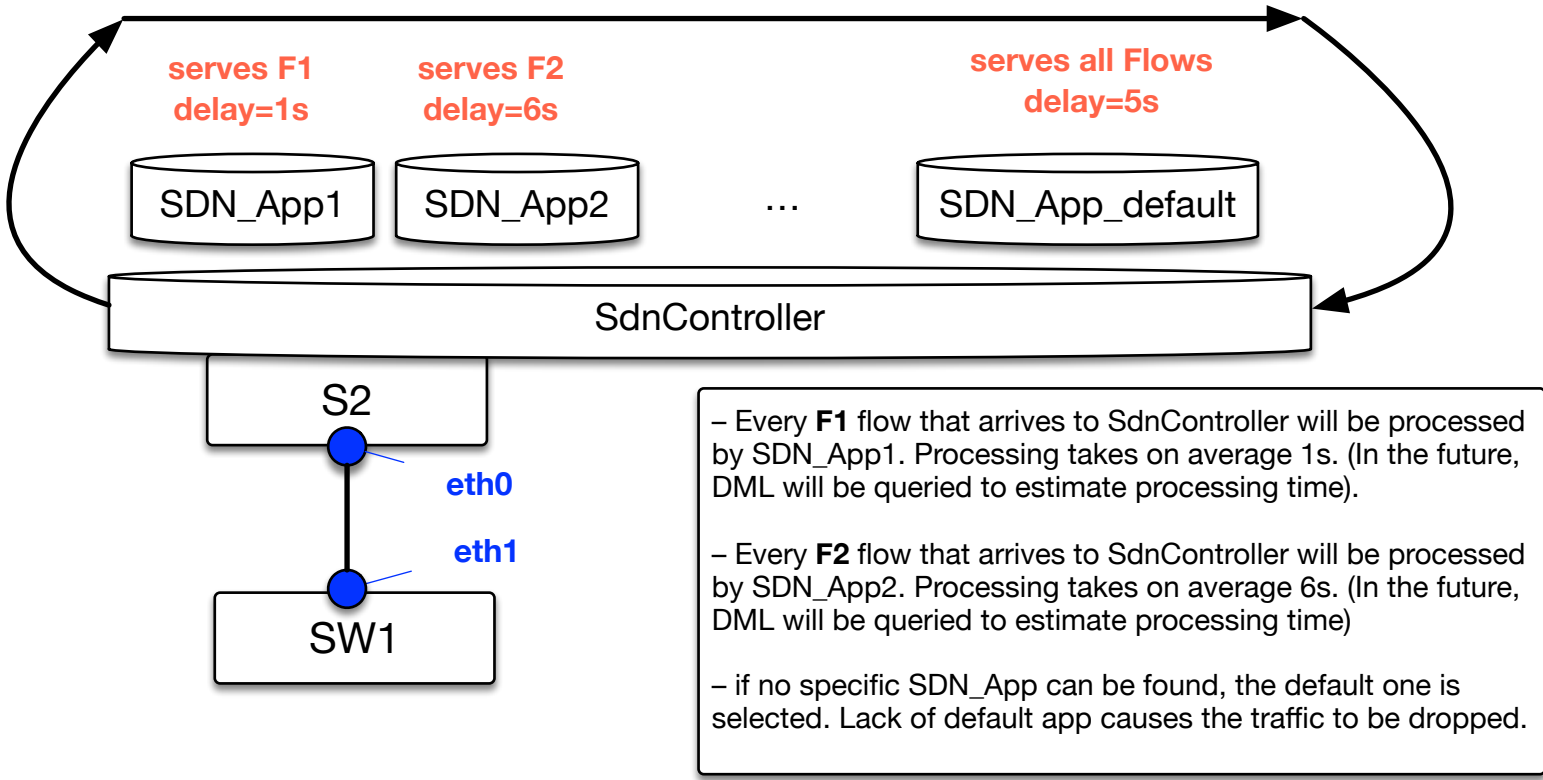 serves F1
delay=1s
serves F2
delay=6s
serves all Flows
delay=5s
SDN_App1
SDN_App2
...
SDN_App_default
SdnController
S2
eth0
eth1
SW1
– Every F1 flow that arrives to SdnController will be processed
by SDN_App1. Processing takes on average 1s. (In the future,
DML will be queried to estimate processing time).
– Every F2 flow that arrives to SdnController will be processed
by SDN_App2. Processing takes on average 6s. (In the future,
DML will be queried to estimate processing time)
– if no specific SDN_App can be found, the default one is
selected. Lack of default app causes the traffic to be dropped.